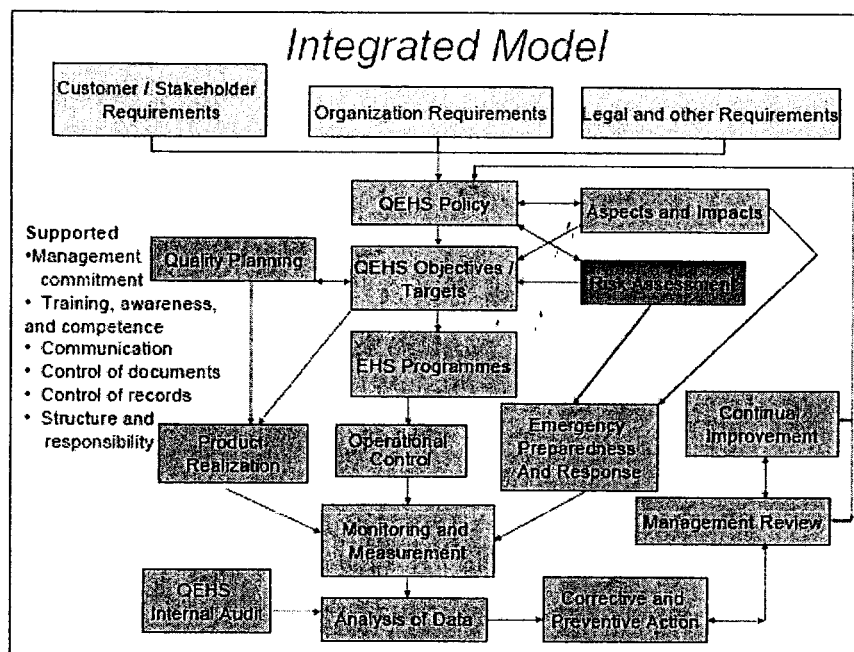 Integrated Model
Customer / Stakeholder
Requirements
Organization Requirements
Legal and other Requirements
QEHS Policy
Aspects and Impacts
Supported
•Management
commitment
• Training, awareness,
and competence
• Communication
• Control of documents
• Control of records
• Structure and
responsibility
Quality Planning
QEHS Objectives /
Targets
Risk Assessment
EHS Programmes
Product
Realization
Operational
Control
Emergency
Preparedness
And Response
Continual
Improvement
Monitoring and
Measurement
Management Review
QEHS
Internal Audit
Analysis of Data
Corrective and
Preventive Action